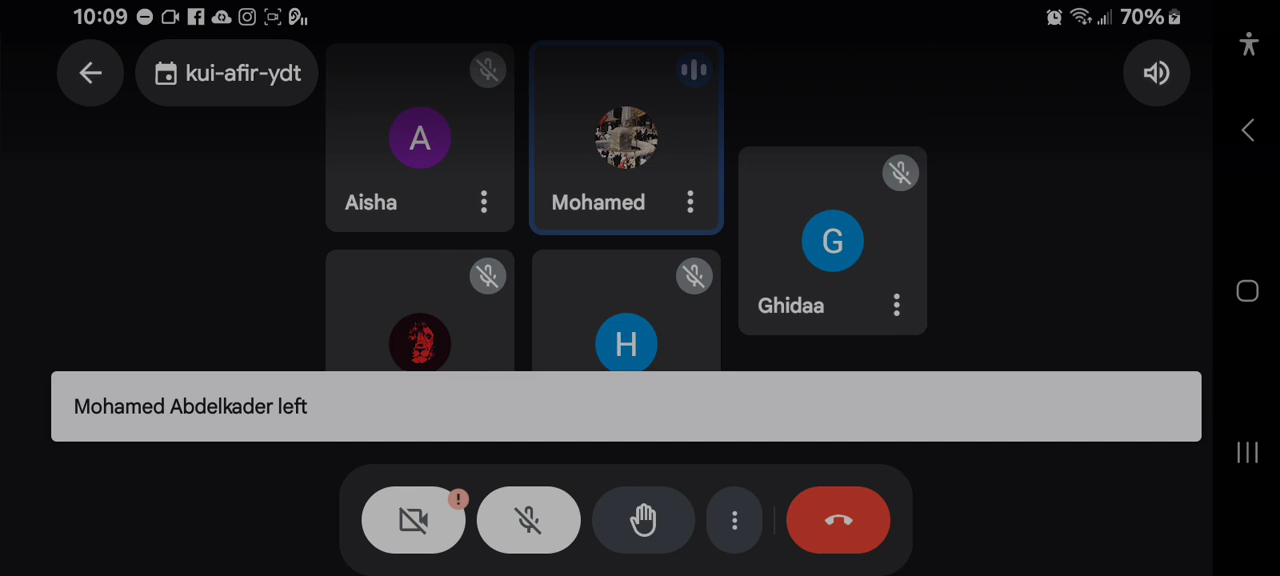 10:09
70%
kui-afir-ydt
A
Aisha
Mohamed
G
Ghidaa
H
Mohamed Abdelkader left
!